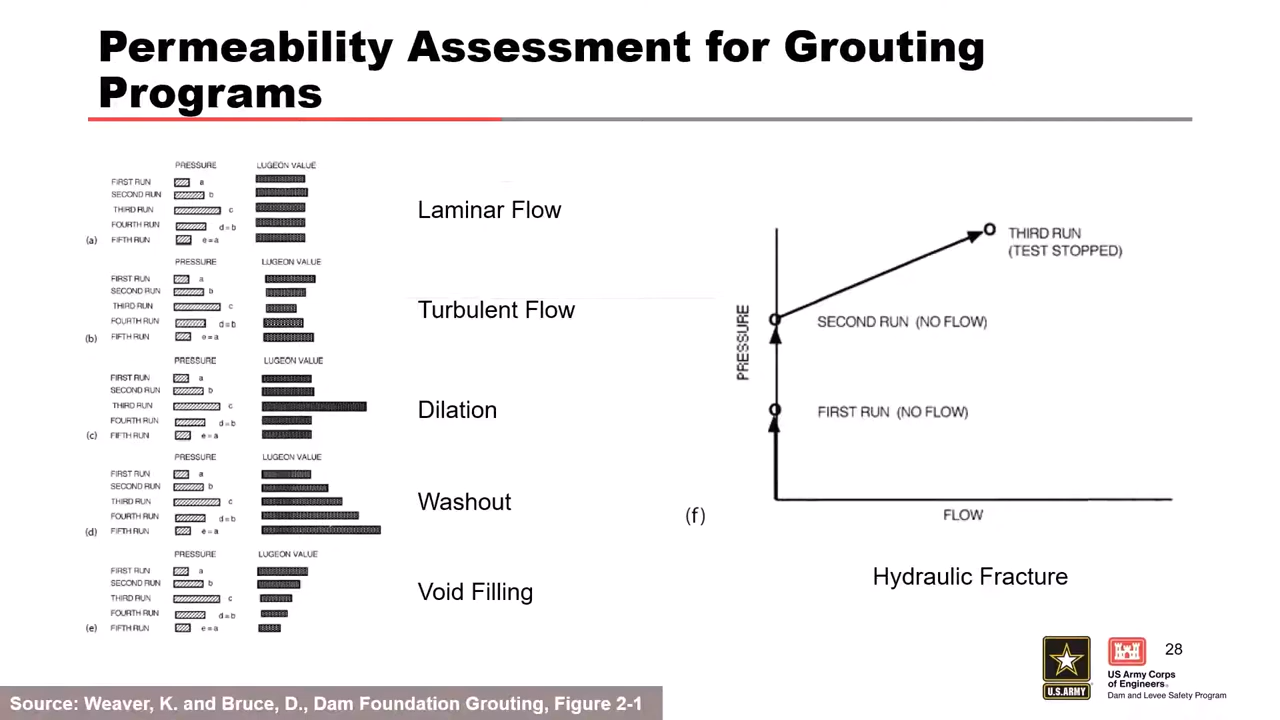 Permeability Assessment for Grouting
Programs
PRESSURE LUGEON VALUE
FIRST RUN a
SECOND RUN b
THIRD RUN c
FOURTH RUN d=b
(a) FIFTH RUN e=a
Laminar Flow
PRESSURE LUGEON VALUE
FIRST RUN a
SECOND RUN b
THIRD RUN c
FOURTH RUN d=b
(b) FIFTH RUN e=a
Turbulent Flow
PRESSURE LUGEON VALUE
FIRST RUN a
SECOND RUN b
THIRD RUN c
FOURTH RUN d=b
(c) FIFTH RUN e=a
Dilation
PRESSURE LUGEON VALUE
FIRST RUN a
SECOND RUN b
THIRD RUN c
FOURTH RUN d=b
(d) FIFTH RUN e=a
Washout
PRESSURE LUGEON VALUE
FIRST RUN a
SECOND RUN b
THIRD RUN c
FOURTH RUN d=b
(e) FIFTH RUN e=a
Void Filling
THIRD RUN
(TEST STOPPED)
PRESSURE
SECOND RUN (NO FLOW)
FIRST RUN (NO FLOW)
(f)
FLOW
Hydraulic Fracture
28
U.S. ARMY
US Army Corps
of Engineers®
Dam and Levee Safety Program
Source: Weaver, K. and Bruce, D., Dam Foundation Grouting, Figure 2-1